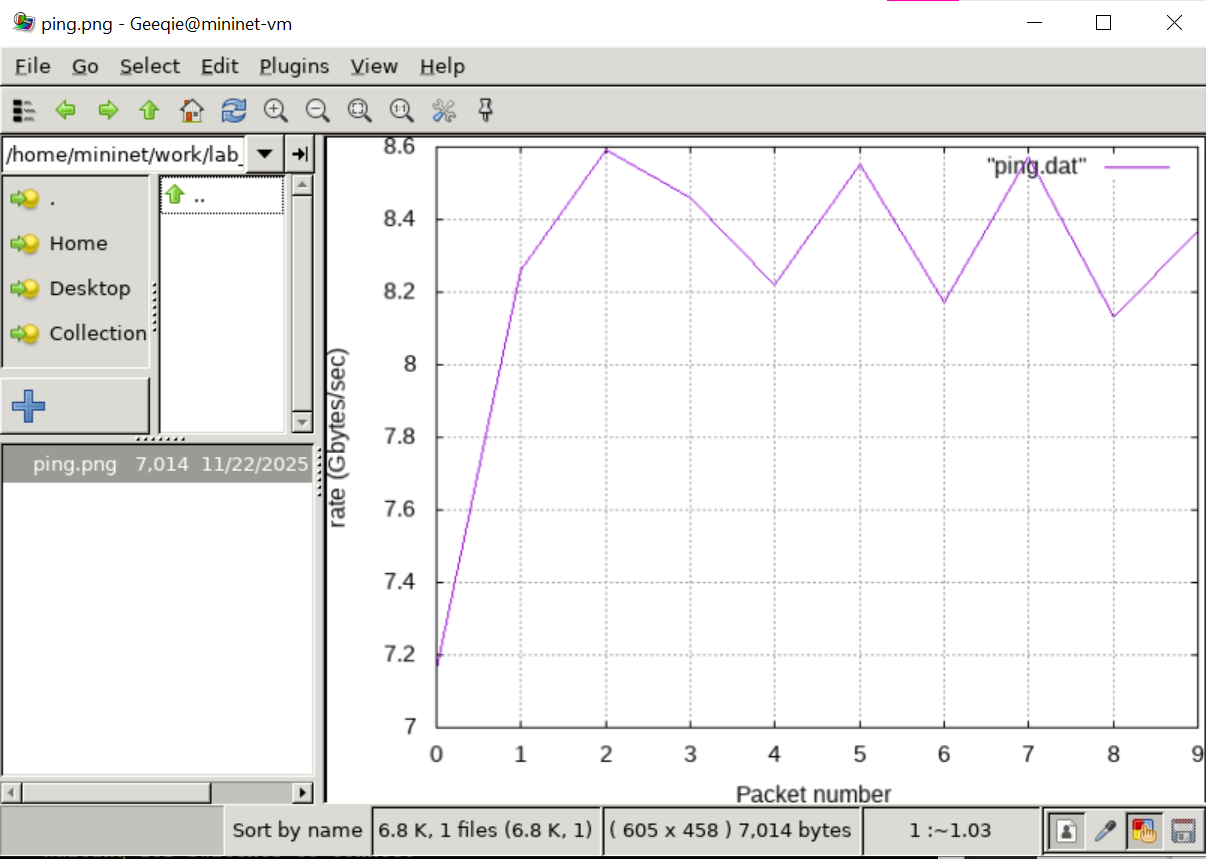 ping.png - Geeqie@mininet-vm
File Go Select Edit Plugins View Help
/home/mininet/work/lab_
.
Home
Desktop
Collection
..
ping.png 7,014 11/22/2025
"ping.dat"
8.6
8.4
8.2
8
7.8
7.6
7.4
7.2
7
rate (Gbytes/sec)
0 1 2 3 4 5 6 7 8 9
Packet number
Sort by name 6.8 K, 1 files (6.8 K, 1) ( 605 x 458 ) 7,014 bytes 1 :~1.03